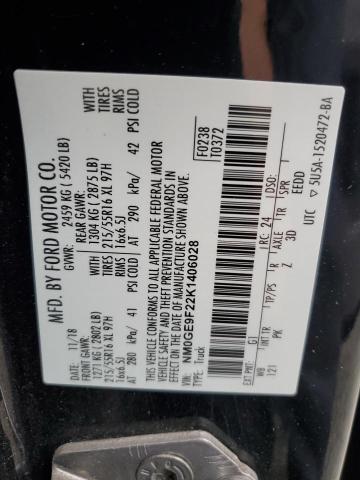 MFD. BY FORD MOTOR CO.
DATE: 11/18
GVWR: 2459 KG ( 5420 LB)
FRONT GAWR: 1271 KG ( 2802 LB)
REAR GAWR: 1304 KG ( 2875 LB)
WITH
215/55R16 XL 97H
TIRES
215/55R16 XL 97H
WITH
TIRES
16x6.5J
RIMS
16x6.5J
RIMS
AT 280 kPa/ 41 PSI COLD
AT 290 kPa/ 42 PSI COLD
THIS VEHICLE CONFORMS TO ALL APPLICABLE FEDERAL MOTOR
VEHICLE SAFETY AND THEFT PREVENTION STANDARDS IN
EFFECT ON THE DATE OF MANUFACTURE SHOWN ABOVE.
VIN: NM0GE9F22K1406028
TYPE: Truck
F0238
T0372
EXT PNT: G1
RC: 24
DSO:
WB
INT TR
TP/PS
R
AXLE
TR
SPR
121
PK
Z
3D
EEDD
UTC
5U5A-1520472-BA